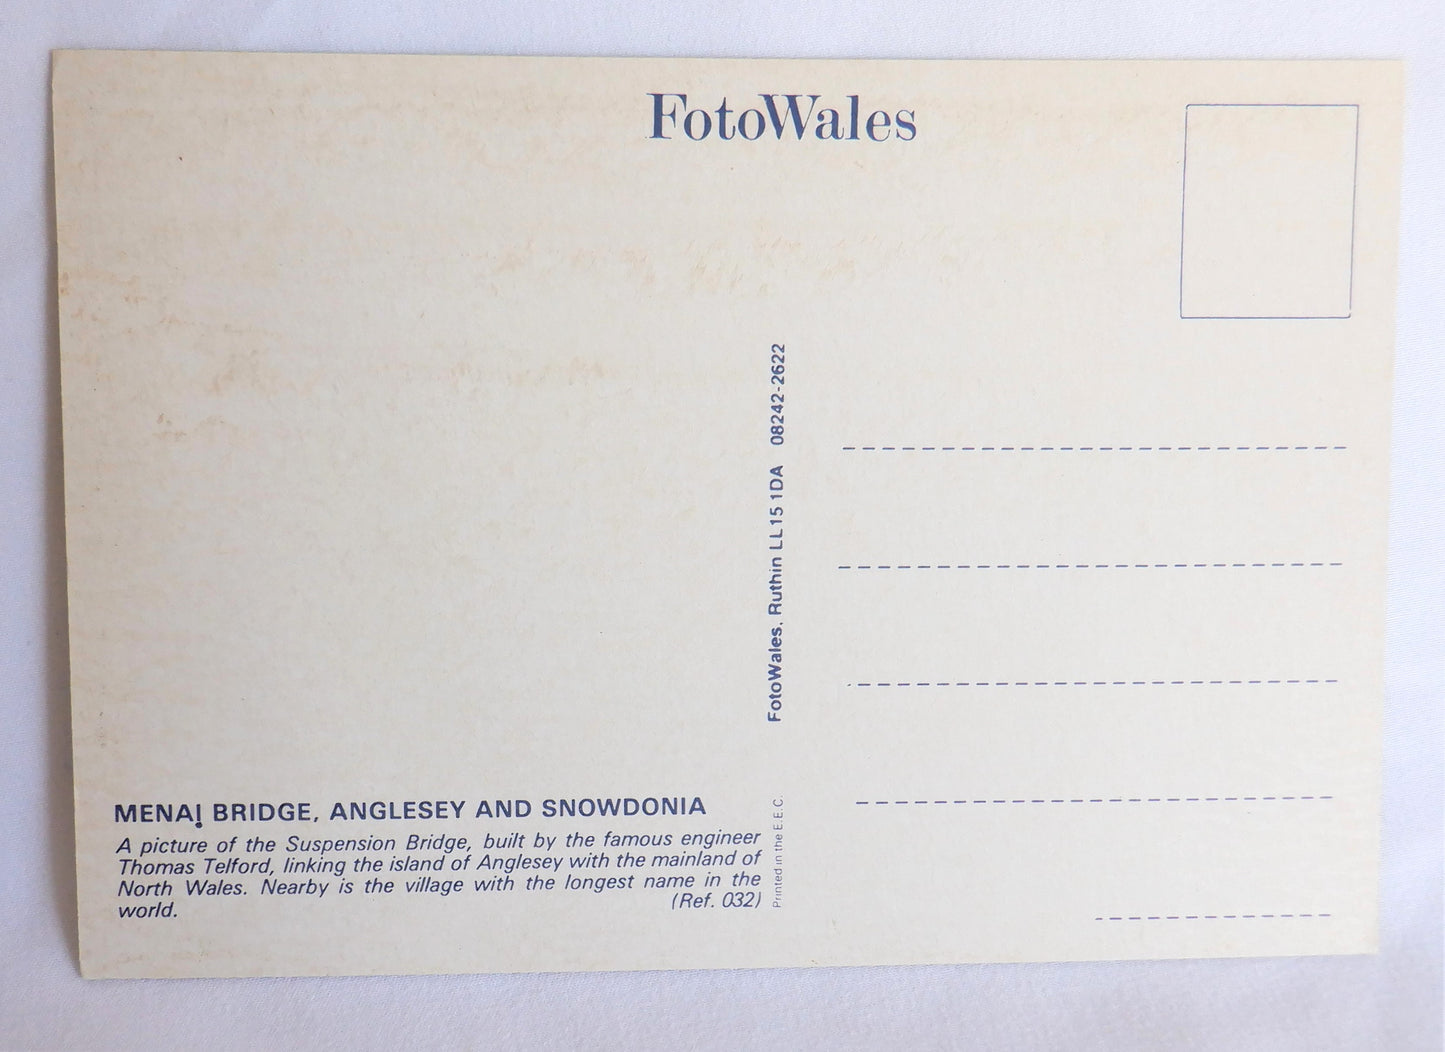 FotoWales
FotoWales, Ruthin LL15 1DA 08242-2622
Printed in the E.E.C.
MENAI BRIDGE, ANGLESEY AND SNOWDONIA
A picture of the Suspension Bridge, built by the famous engineer
Thomas Telford, linking the island of Anglesey with the mainland of
North Wales. Nearby is the village with the longest name in the
world. (Ref. 032)